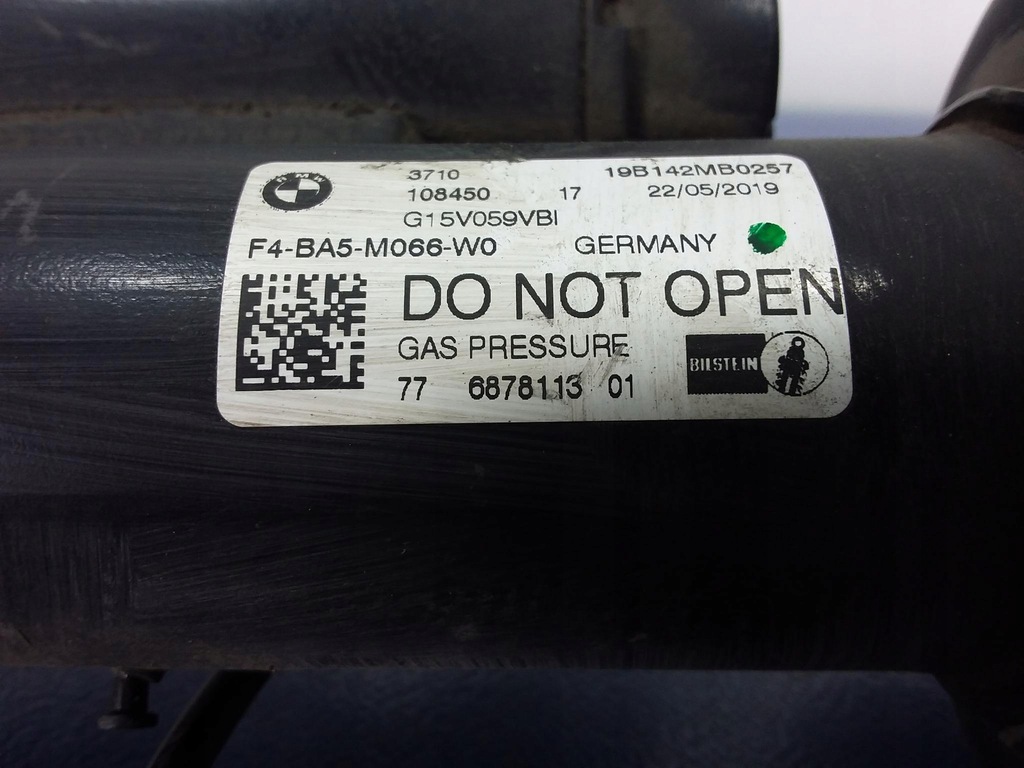 BMW
3710 19B142MB0257
108450 17 22/05/2019
G15V059VBI
F4-BA5-M066-W0 GERMANY
DO NOT OPEN
GAS PRESSURE
BILSTEIN
77 6878113 01